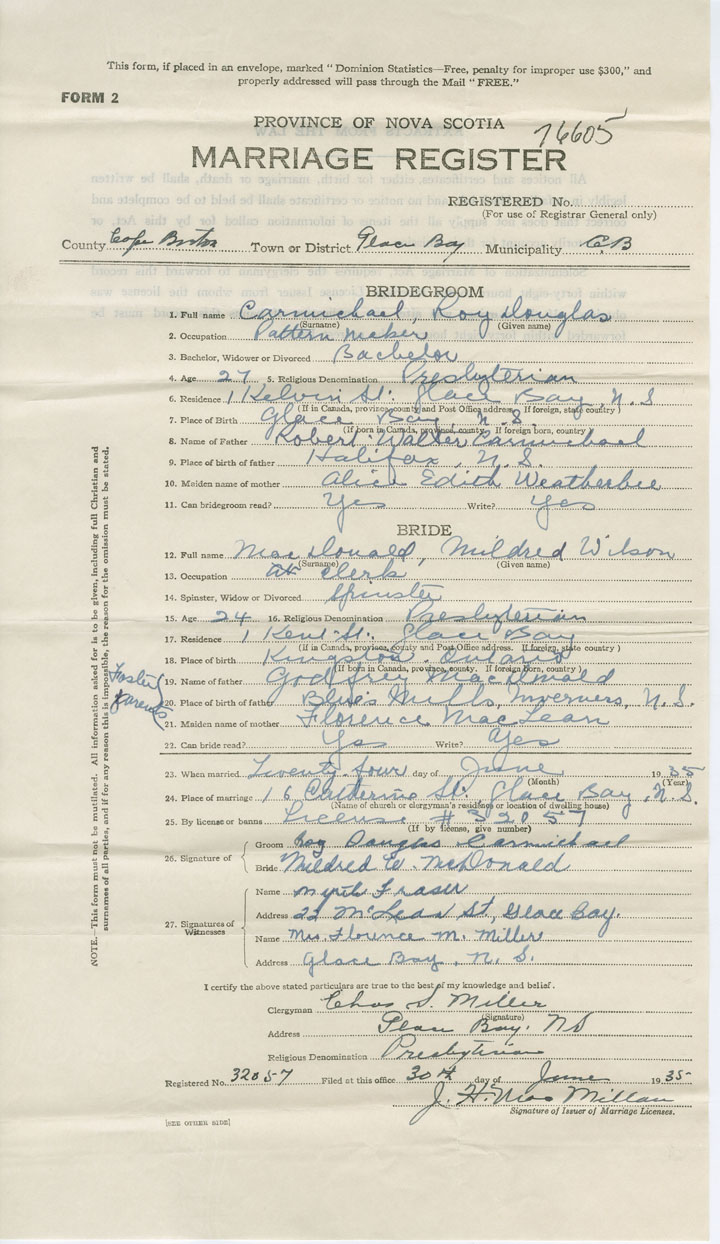 This form, if placed in an envelope, marked "Dominion Statistics—Free, penalty for improper use $300," and
properly addressed will pass through the Mail "FREE."
FORM 2
PROVINCE OF NOVA SCOTIA
76605
MARRIAGE REGISTER
REGISTERED No.
(For use of Registrar General only)
County Cape Breton Town or District Glace Bay Municipality C.B
BRIDEGROOM
1. Full name Carmichael, Roy Douglas
(Surname) (Given name)
2. Occupation Pattern Maker
3. Bachelor, Widower or Divorced Bachelor
4. Age 27 5. Religious Denomination Presbyterian
6. Residence 1 Kelvin St. Glace Bay, N.S
(If in Canada, province, county and Post Office address. If foreign, state country)
7. Place of Birth Glace Bay N.S.
(If born in Canada, province, county. If foreign born, country)
8. Name of Father Robert Walter Carmichael
9. Place of birth of father Halifax, N.S.
10. Maiden name of mother Alice Edith Weatherbee
11. Can bridegroom read? Yes Write? Yes
BRIDE
12. Full name MacDonald, Mildred Wilson
(Surname) (Given name)
13. Occupation Clerk
14. Spinster, Widow or Divorced Spinster
15. Age 24 16. Religious Denomination Presbyterian
17. Residence 1 Kent St. Glace Bay
(If in Canada, province, county and Post Office address. If foreign, state country)
18. Place of birth Kingston, Ontario
(If born in Canada, province, county. If foreign born, country)
19. Name of father Godfrey MacDonald
Foster parents
20. Place of birth of father Blue's Mills, Inverness, N.S.
21. Maiden name of mother Florence MacLean
22. Can bride read? Yes Write? Yes
23. When married Twenty four day of June 1935
(Month) (Year)
24. Place of marriage 16 Catherine St., Glace Bay, N.S.
(Name of church or clergyman's residence or location of dwelling house)
25. By license or banns License # 32057
(If by license, give number)
26. Signature of
Groom Roy Douglas Carmichael
Bride Mildred W. McDonald
27. Signatures of Witnesses
Name Myrtle Fraser
Address 22 McLean St, Glace Bay.
Name Mrs. Florence M. Miller
Address Glace Bay, N.S.
I certify the above stated particulars are true to the best of my knowledge and belief.
Clergyman Chas S. Miller
(Signature)
Address Glace Bay. NS
Religious Denomination Presbyterian
Registered No. 32057 Filed at this office 30th day of June 1935
J. H. MacMillan
Signature of Issuer of Marriage Licenses.
[SEE OTHER SIDE]
NOTE.—This form must not be mutilated. All information asked for is to be given, including full Christian and
surnames of all parties, and if for any reason this is impossible, the reason for the omission must be stated.